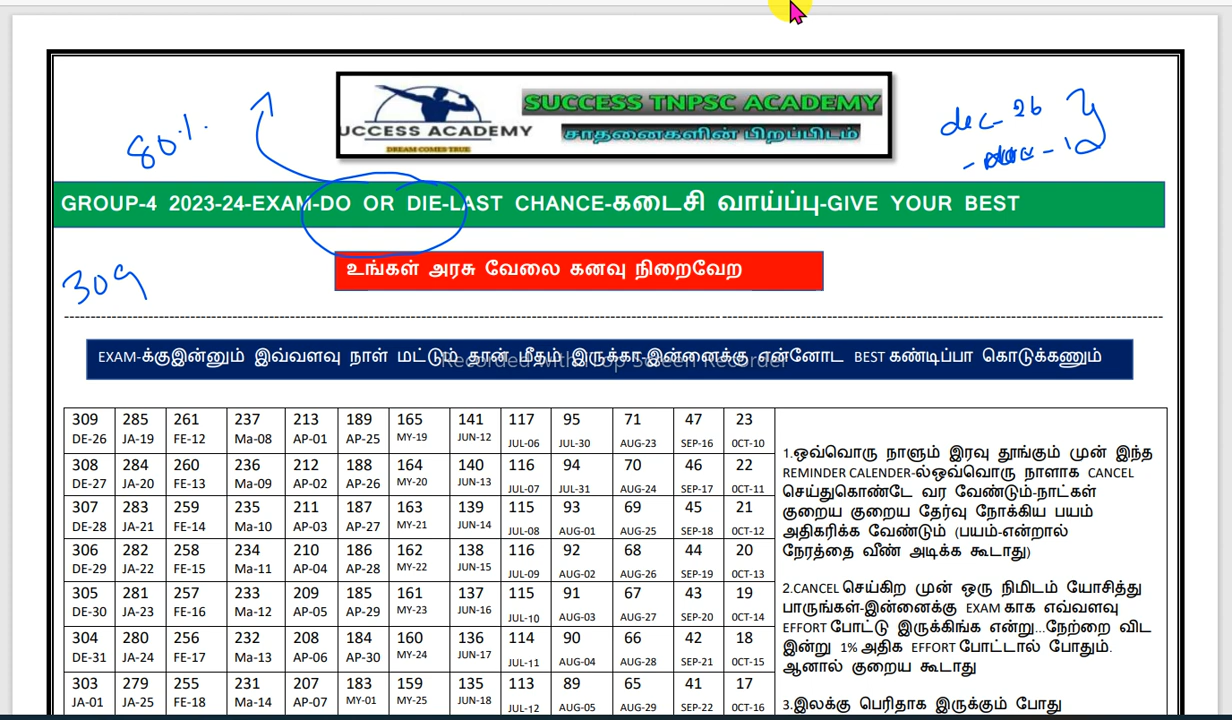 80%
dec-26
309
UCCESS ACADEMY
DREAM COMES TRUE
SUCCESS TNPSC ACADEMY
சாதனைகளின் பிறப்பிடம்
GROUP-4 2023-24-EXAM-DO OR DIE-LAST CHANCE-கடைசி வாய்ப்பு-GIVE YOUR BEST
உங்கள் அரசு வேலை கனவு நிறைவேற
EXAM-க்குஇன்னும் இவ்வளவு நாள் மட்டும் தான் மீதம் இருக்கா-இன்னைக்கு என்னோட BEST கண்டிப்பா கொடுக்கணும்
Recorded with iTop Screen Recorder
309 285 261 237 213 189 165 141 117 95 71 47 23
DE-26 JA-19 FE-12 Ma-08 AP-01 AP-25 MY-19 JUN-12 JUL-06 JUL-30 AUG-23 SEP-16 OCT-10
308 284 260 236 212 188 164 140 116 94 70 46 22
DE-27 JA-20 FE-13 Ma-09 AP-02 AP-26 MY-20 JUN-13 JUL-07 JUL-31 AUG-24 SEP-17 OCT-11
307 283 259 235 211 187 163 139 115 93 69 45 21
DE-28 JA-21 FE-14 Ma-10 AP-03 AP-27 MY-21 JUN-14 JUL-08 AUG-01 AUG-25 SEP-18 OCT-12
306 282 258 234 210 186 162 138 116 92 68 44 20
DE-29 JA-22 FE-15 Ma-11 AP-04 AP-28 MY-22 JUN-15 JUL-09 AUG-02 AUG-26 SEP-19 OCT-13
305 281 257 233 209 185 161 137 115 91 67 43 19
DE-30 JA-23 FE-16 Ma-12 AP-05 AP-29 MY-23 JUN-16 JUL-10 AUG-03 AUG-27 SEP-20 OCT-14
304 280 256 232 208 184 160 136 114 90 66 42 18
DE-31 JA-24 FE-17 Ma-13 AP-06 AP-30 MY-24 JUN-17 JUL-11 AUG-04 AUG-28 SEP-21 OCT-15
303 279 255 231 207 183 159 135 113 89 65 41 17
JA-01 JA-25 FE-18 Ma-14 AP-07 MY-01 MY-25 JUN-18 JUL-12 AUG-05 AUG-29 SEP-22 OCT-16
1.ஒவ்வொரு நாளும் இரவு தூங்கும் முன் இந்த
REMINDER CALENDER-ல்ஒவ்வொரு நாளாக CANCEL
செய்துகொண்டே வர வேண்டும்-நாட்கள்
குறைய குறைய தேர்வு நோக்கிய பயம்
அதிகரிக்க வேண்டும் (பயம்-என்றால்
நேரத்தை வீண் அடிக்க கூடாது)
2.CANCEL செய்கிற முன் ஒரு நிமிடம் யோசித்து
பாருங்கள்-இன்னைக்கு EXAM காக எவ்வளவு
EFFORT போட்டு இருக்கிங்க என்று...நேற்றை விட
இன்று 1% அதிக EFFORT போட்டால் போதும்.
ஆனால் குறைய கூடாது
3.இலக்கு பெரிதாக இருக்கும் போது